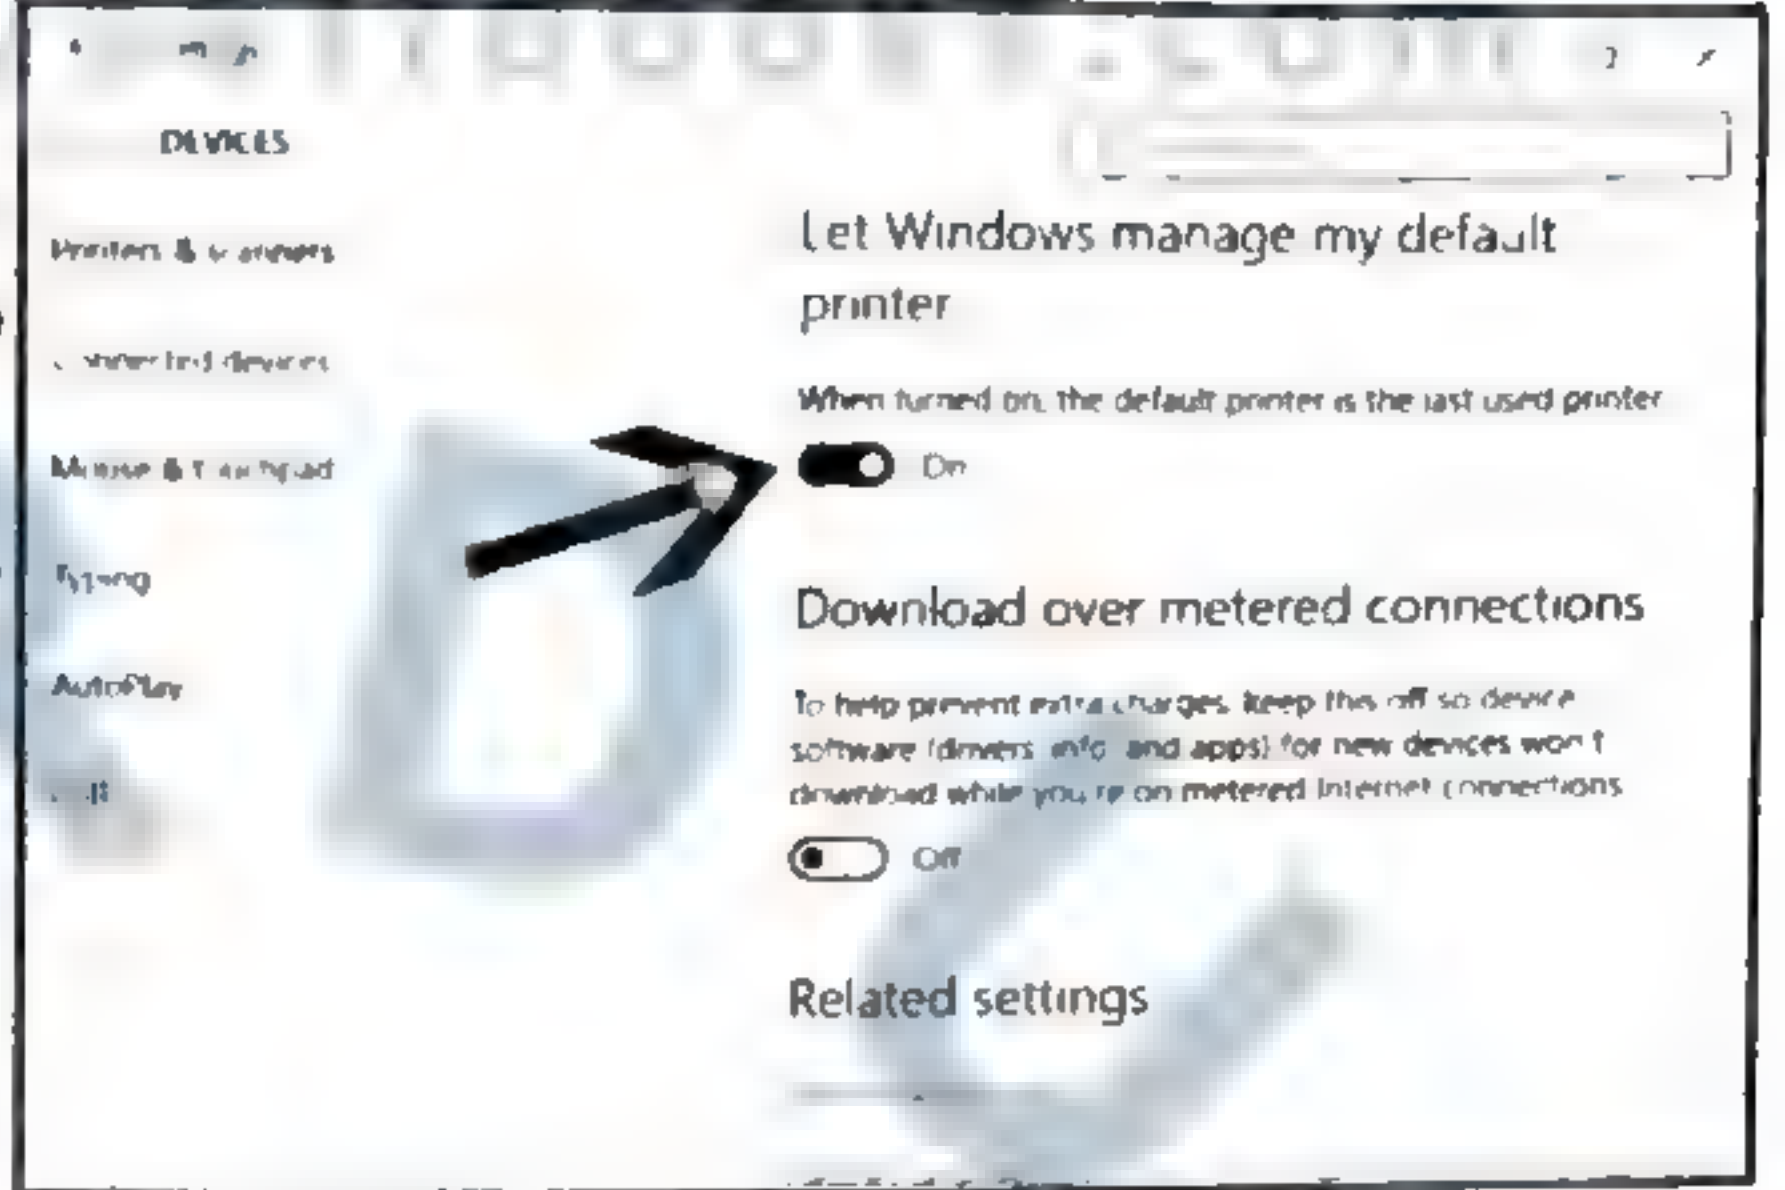 DEVICES
Printers & scanners
Connected devices
Mouse & touchpad
Typing
AutoPlay
Let Windows manage my default
printer
When turned on, the default printer is the last used printer.
On
Download over metered connections
To help prevent extra charges, keep this off so device
software (drivers, info, and apps) for new devices won't
download while you're on metered Internet connections.
Off
Related settings